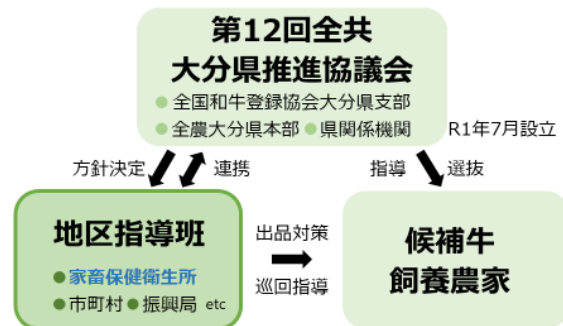 第12回全共
大分県推進協議会
● 全国和牛登録協会大分県支部
● 全農大分県本部 ● 県関係機関
R1年7月設立
方針決定
連携
指導
選抜
地区指導班
● 家畜保健衛生所
● 市町村 ● 振興局 etc
出品対策
巡回指導
候補牛
飼養農家